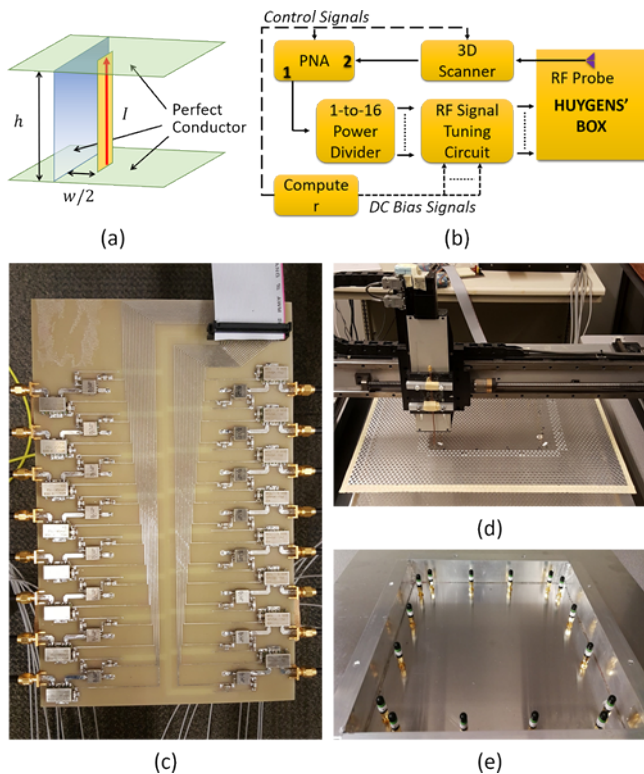 h
w/2
I
Perfect
Conductor
(a)
Control Signals
PNA
1
2
3D
Scanner
RF Probe
HUYGENS'
BOX
1-to-16
Power
Divider
RF Signal
Tuning
Circuit
Compute
r
DC Bias Signals
(b)
(c)
(d)
(e)